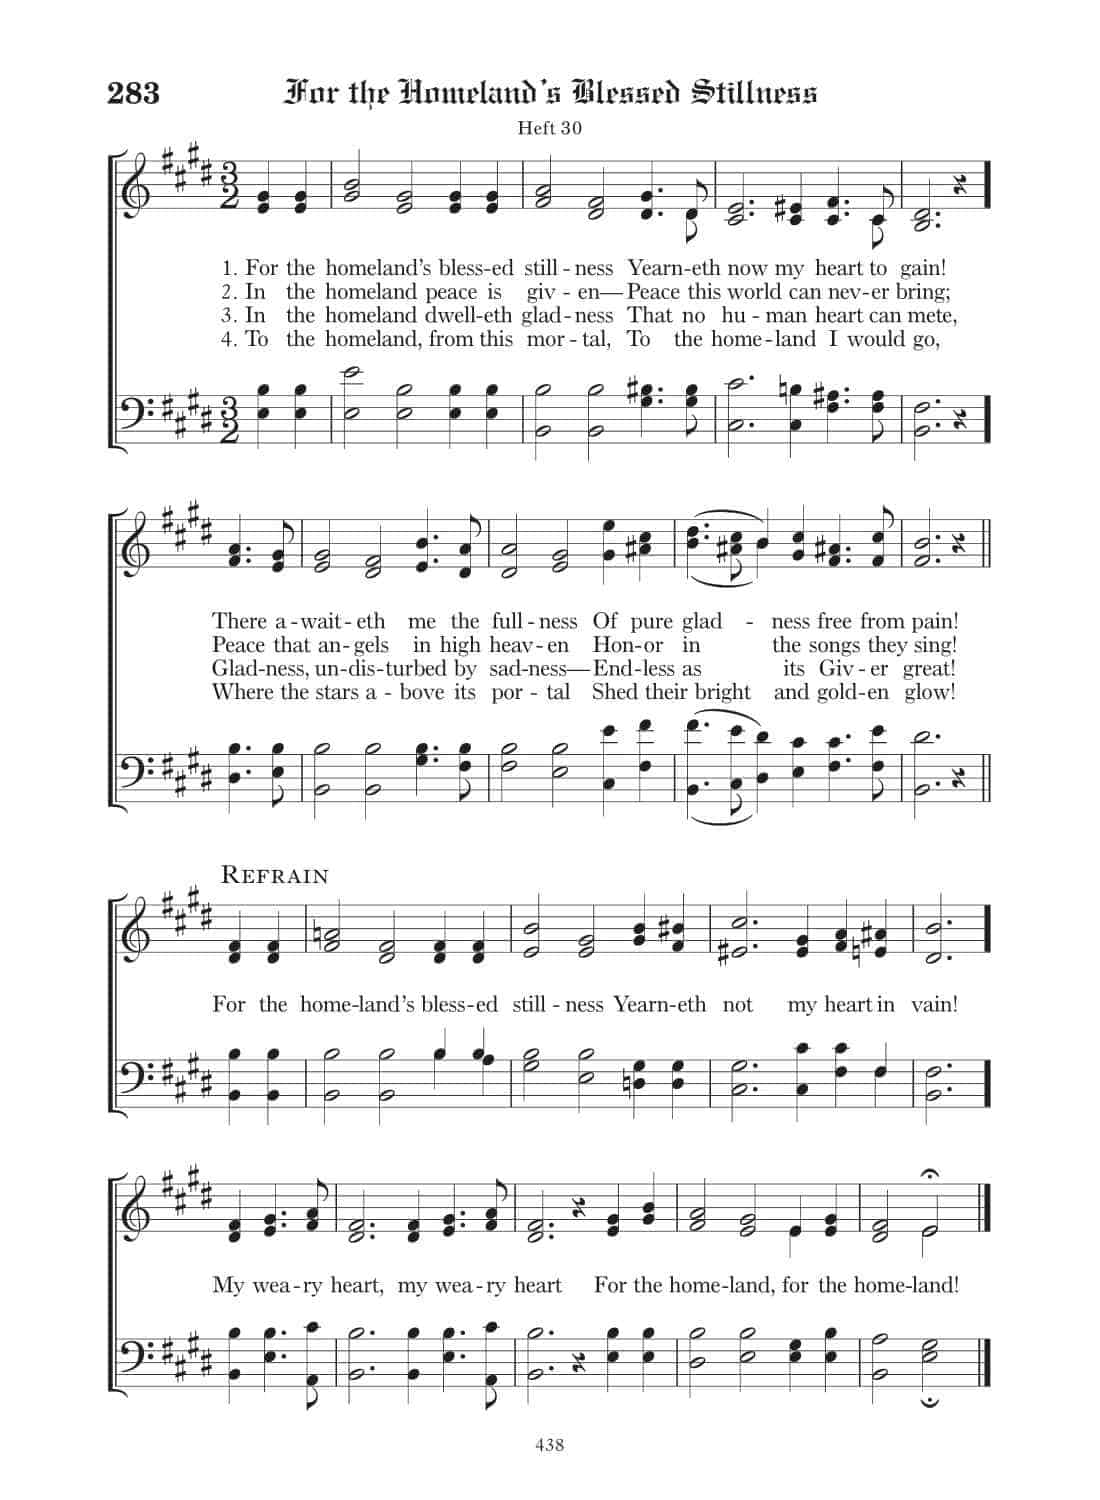 283 For the Homeland's Blessed Stillness
Heft 30
1. For the homeland's bless-ed still - ness Yearn-eth now my heart to gain!
2. In the homeland peace is giv - en—Peace this world can nev-er bring;
3. In the homeland dwell-eth glad-ness That no hu - man heart can mete,
4. To the homeland, from this mor - tal, To the home - land I would go,
There a - wait - eth me the full - ness Of pure glad - ness free from pain!
Peace that an - gels in high heav - en Hon-or in the songs they sing!
Glad-ness, un-dis-turbed by sad-ness—End-less as its Giv - er great!
Where the stars a - bove its por - tal Shed their bright and gold-en glow!
REFRAIN
For the home-land's bless-ed still - ness Yearn-eth not my heart in vain!
My wea - ry heart, my wea - ry heart For the home-land, for the home-land!
438